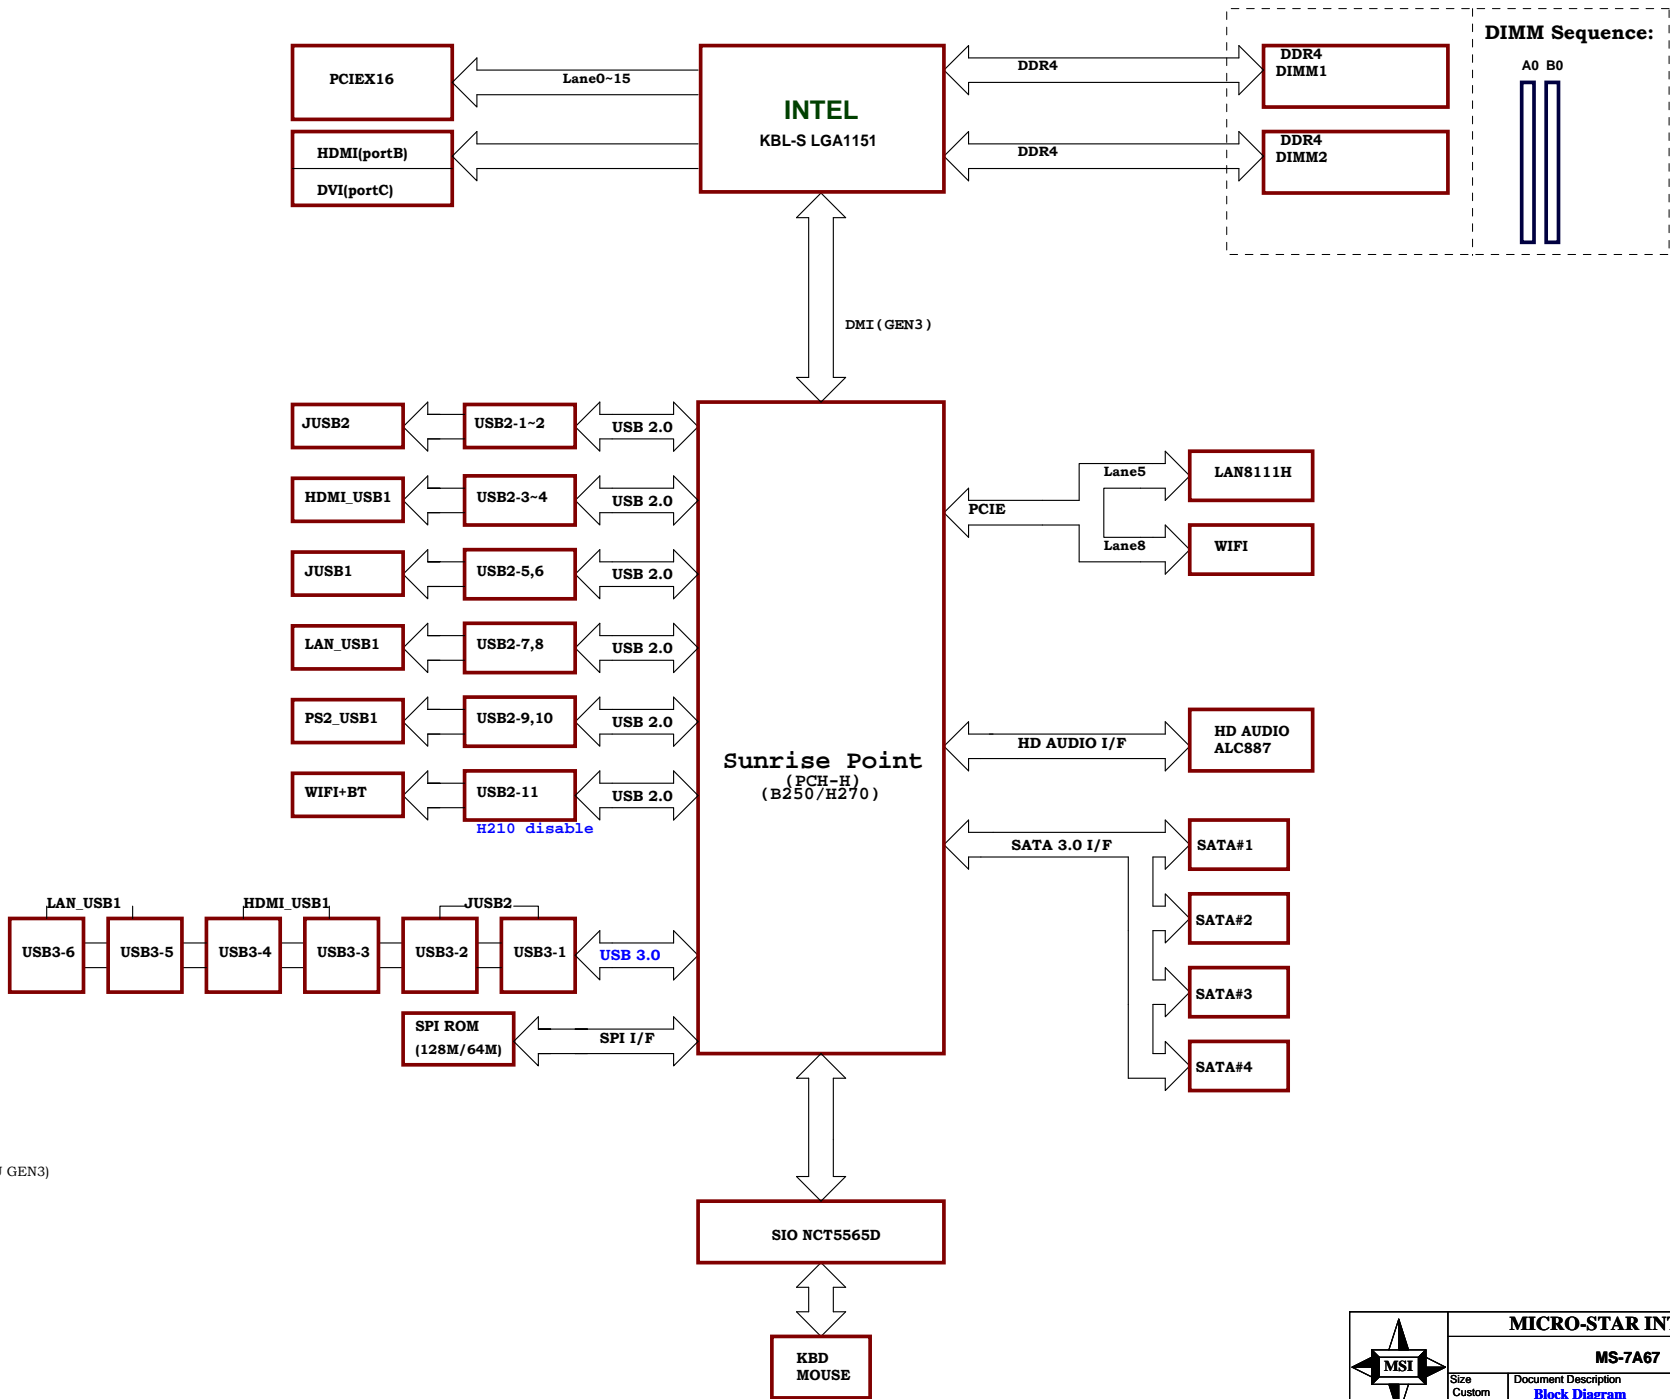 DIMM Sequence:
A0 B0
PCIEX16
Lane0~15
INTEL
KBL-S LGA1151
DDR4
DDR4
DIMM1
HDMI(portB)
DVI(portC)
DDR4
DDR4
DIMM2
DMI(GEN3)
JUSB2
USB2-1~2
USB 2.0
HDMI_USB1
USB2-3~4
USB 2.0
JUSB1
USB2-5,6
USB 2.0
LAN_USB1
USB2-7,8
USB 2.0
PS2_USB1
USB2-9,10
USB 2.0
WIFI+BT
USB2-11
USB 2.0
H210 disable
Sunrise Point
(PCH-H)
(B250/H270)
PCIE
Lane5
LAN8111H
Lane8
WIFI
HD AUDIO I/F
HD AUDIO
ALC887
SATA 3.0 I/F
SATA#1
SATA#2
SATA#3
SATA#4
LAN_USB1
HDMI_USB1
JUSB2
USB3-6
USB3-5
USB3-4
USB3-3
USB3-2
USB3-1
USB 3.0
SPI ROM
(128M/64M)
SPI I/F
GEN3)
SIO NCT5565D
KBD
MOUSE
MSI
MICRO-STAR INT
MS-7A67
Size
Custom
Document Description
Block Diagram